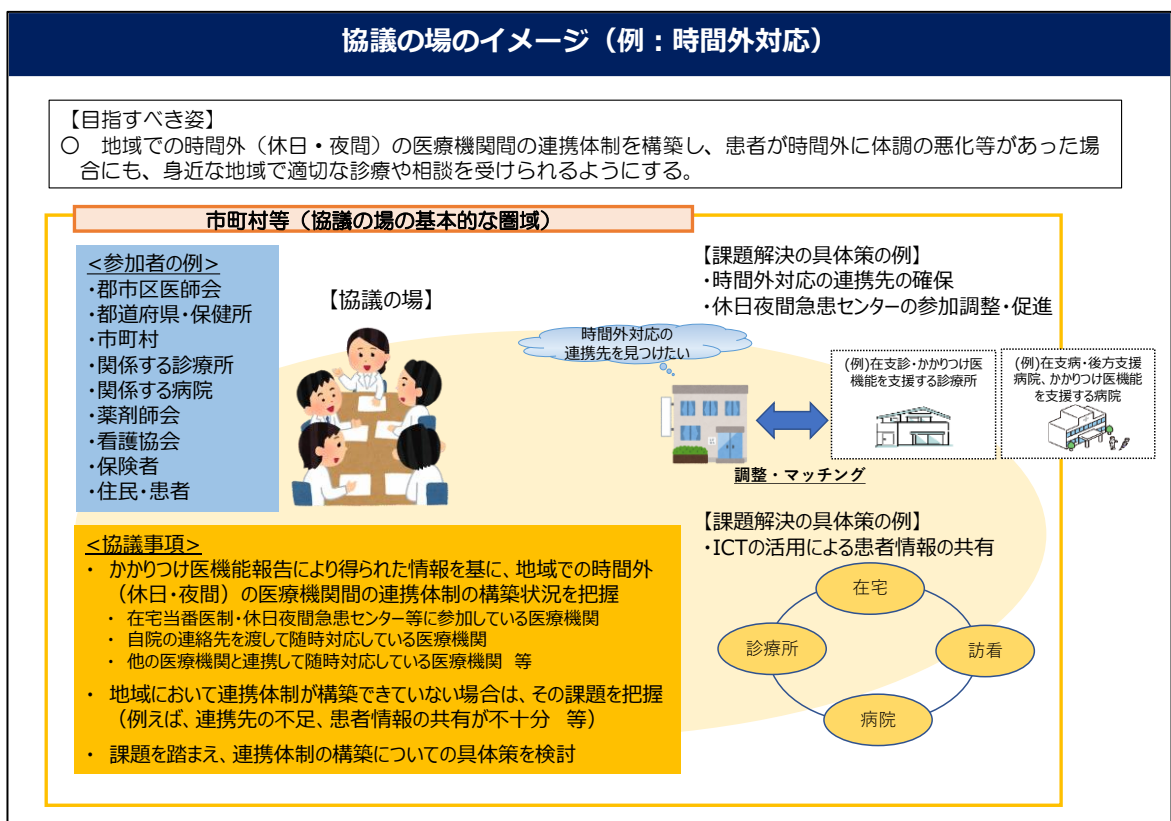 協議の場のイメージ（例：時間外対応）
【目指すべき姿】
○　地域での時間外（休日・夜間）の医療機関間の連携体制を構築し、患者が時間外に体調の悪化等があった場
合にも、身近な地域で適切な診療や相談を受けられるようにする。
市町村等（協議の場の基本的な圏域）
<参加者の例>
・郡市区医師会
・都道府県・保健所
・市町村
・関係する診療所
・関係する病院
・薬剤師会
・看護協会
・保険者
・住民・患者
【協議の場】
【課題解決の具体策の例】
・時間外対応の連携先の確保
・休日夜間急患センターの参加調整・促進
時間外対応の
連携先を見つけたい
(例)在支診・かかりつけ医
機能を支援する診療所
(例)在支病・後方支援
病院、かかりつけ医機能
を支援する病院
調整・マッチング
<協議事項>
・ かかりつけ医機能報告により得られた情報を基に、地域での時間外
（休日・夜間）の医療機関間の連携体制の構築状況を把握
・ 在宅当番医制・休日夜間急患センター等に参加している医療機関
・ 自院の連絡先を渡して随時対応している医療機関
・ 他の医療機関と連携して随時対応している医療機関　等
・ 地域において連携体制が構築できていない場合は、その課題を把握
（例えば、連携先の不足、患者情報の共有が不十分　等）
・ 課題を踏まえ、連携体制の構築についての具体策を検討
【課題解決の具体策の例】
・ICTの活用による患者情報の共有
在宅
診療所
訪看
病院